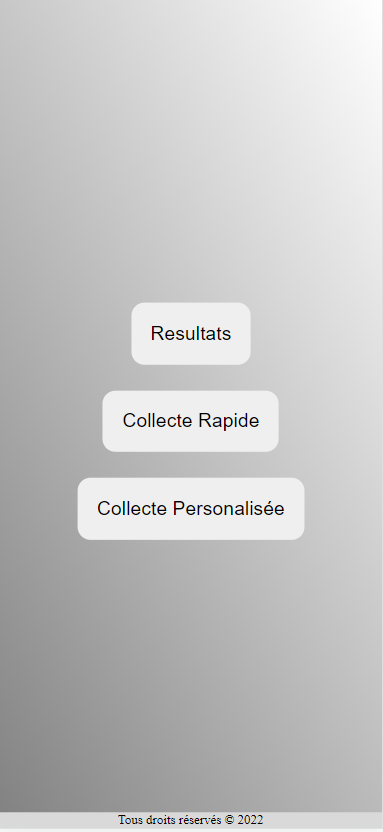 Resultats
Collecte Rapide
Collecte Personalisée
Tous droits réservés © 2022